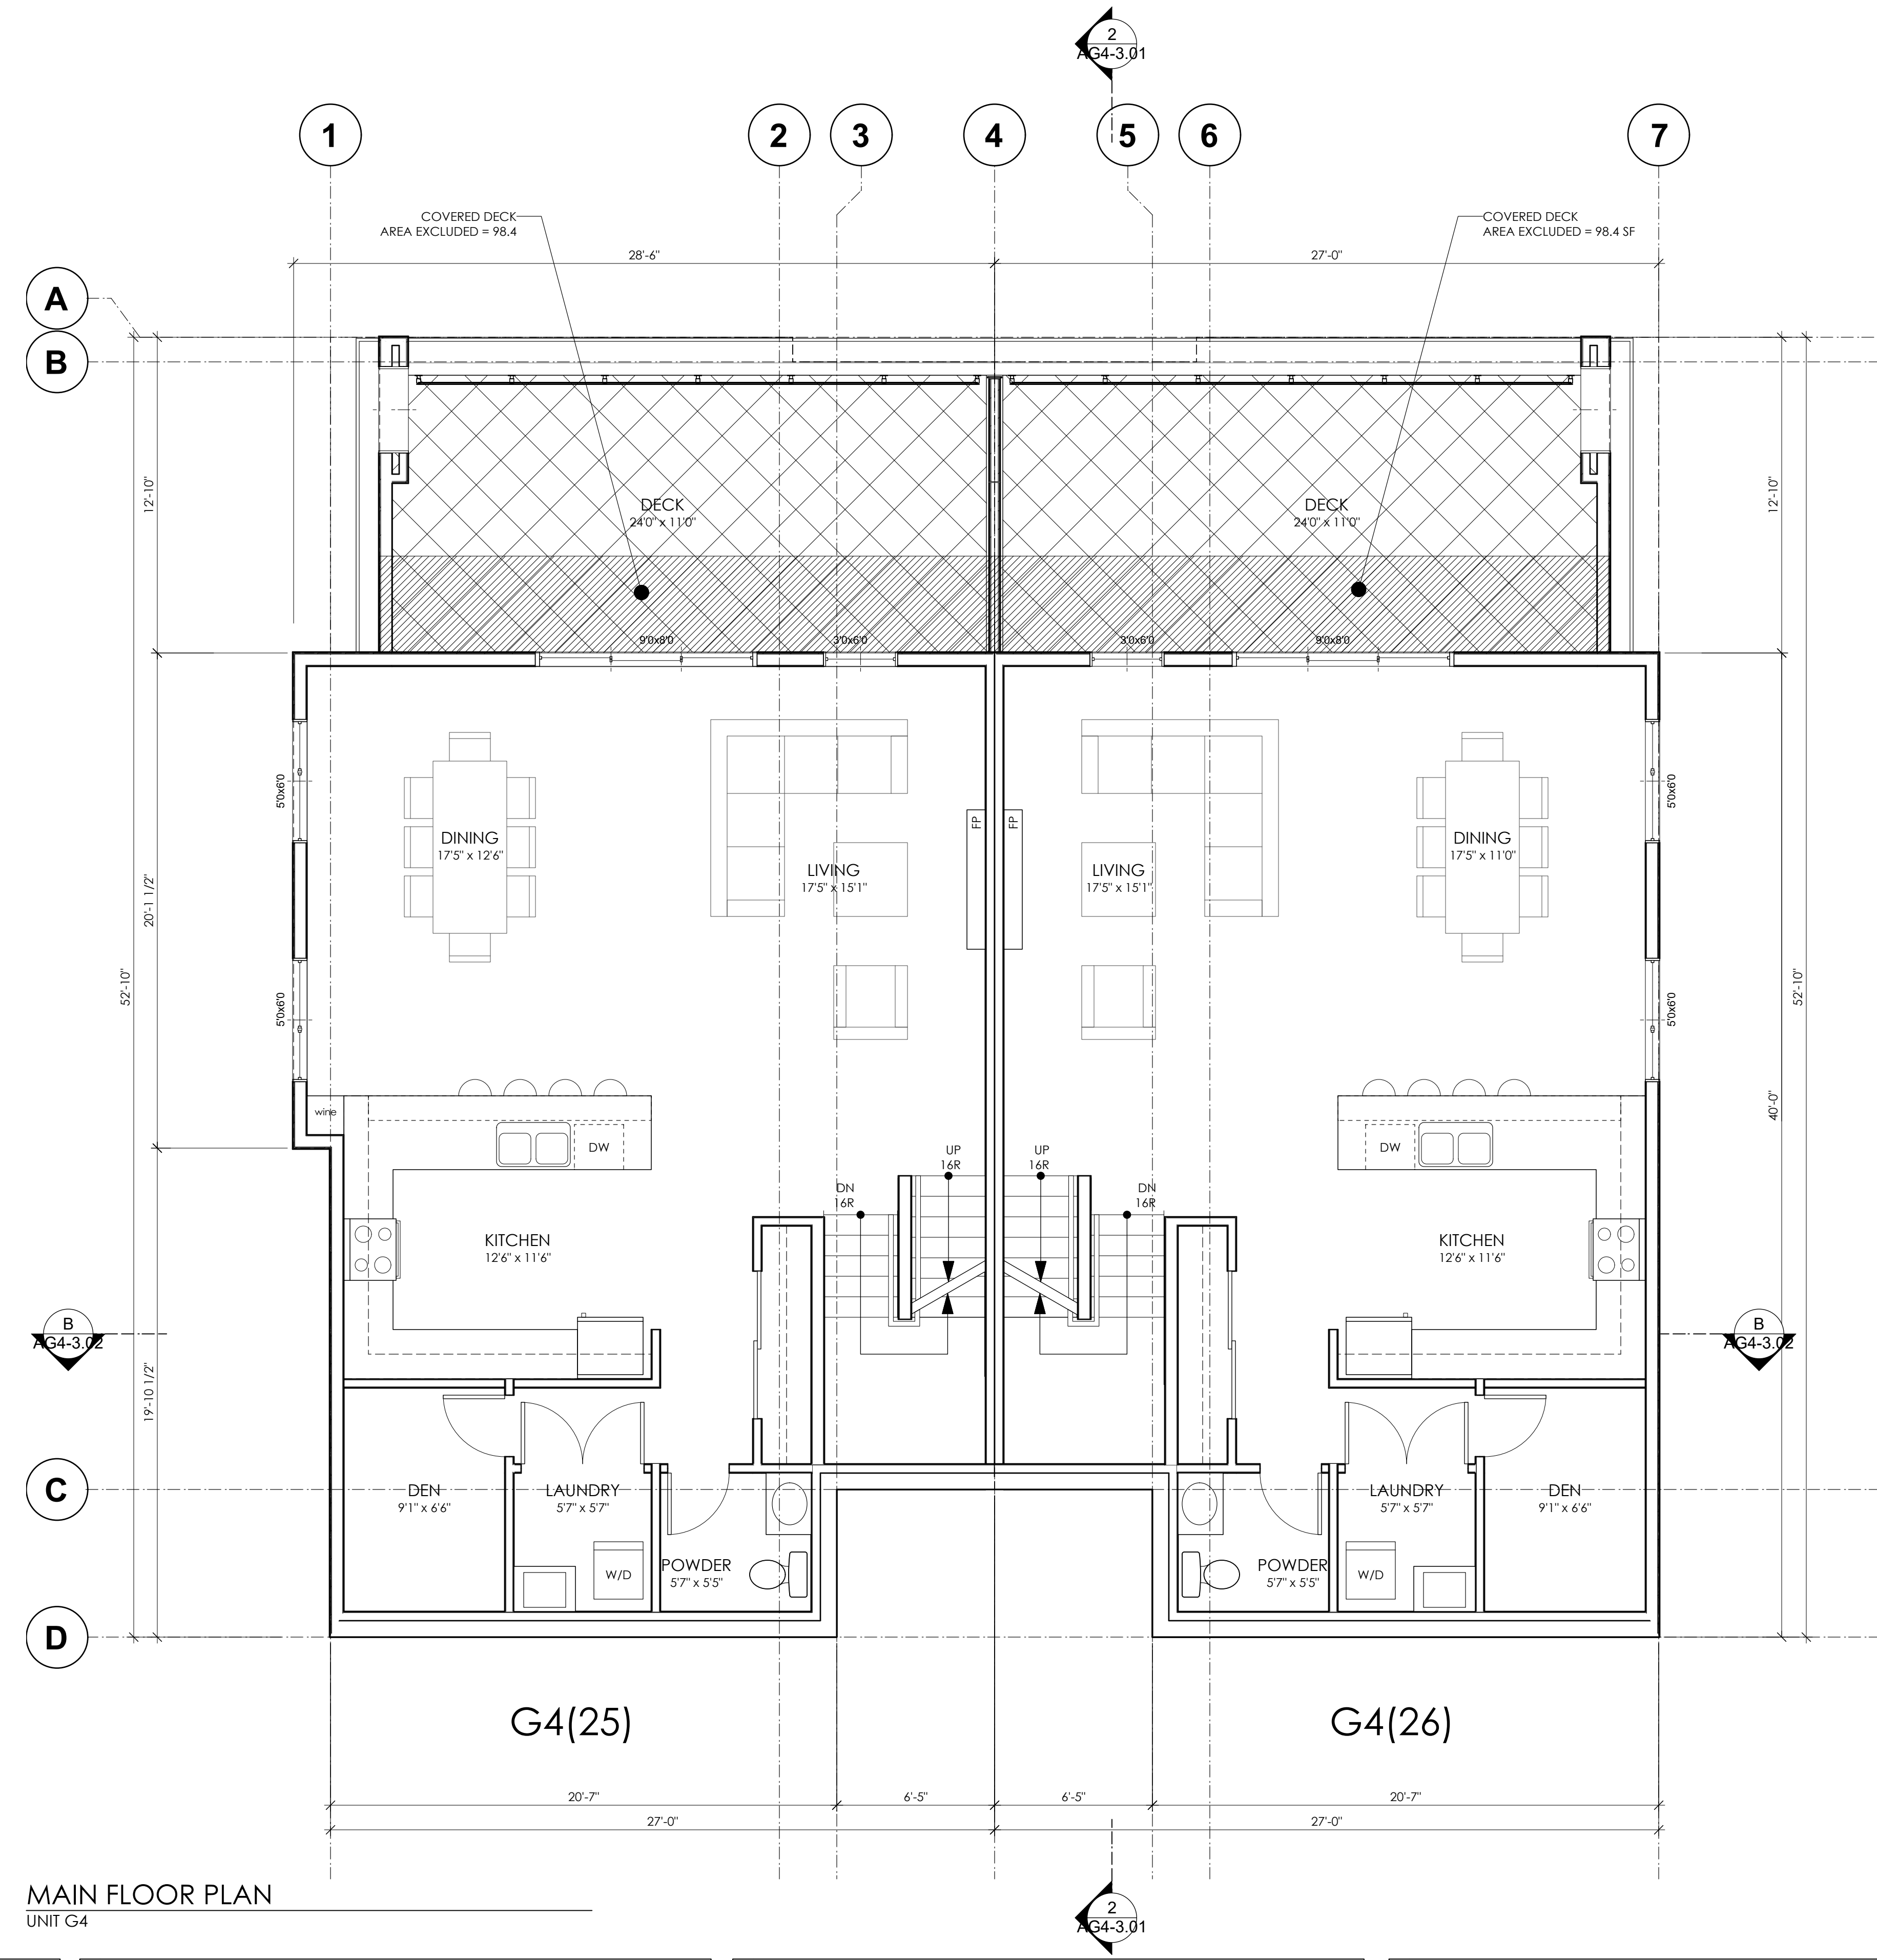 2
AG4-3.01
1
2
3
4
5
6
7
COVERED DECK
AREA EXCLUDED = 98.4
COVERED DECK
AREA EXCLUDED = 98.4 SF
28'-6"
27'-0"
A
B
12'-10"
12'-10"
DECK
24'0" x 11'0"
DECK
24'0" x 11'0"
9'0x8'0
3'0x6'0
3'0x6'0
9'0x8'0
5'0x6'0
5'0x6'0
DINING
17'5" x 12'6"
LIVING
17'5" x 15'1"
FP
FP
LIVING
17'5" x 15'1"
DINING
17'5" x 11'0"
20'-1 1/2"
52'-10"
52'-10"
5'0x6'0
5'0x6'0
40'-0"
wine
DW
DW
UP
16R
UP
16R
DN
16R
DN
16R
KITCHEN
12'6" x 11'6"
KITCHEN
12'6" x 11'6"
B
AG4-3.02
B
AG4-3.02
19'-10 1/2"
C
DEN
9'1" x 6'6"
LAUNDRY
5'7" x 5'7"
LAUNDRY
5'7" x 5'7"
DEN
9'1" x 6'6"
W/D
POWDER
5'7" x 5'5"
POWDER
5'7" x 5'5"
W/D
D
G4(25)
G4(26)
20'-7"
6'-5"
6'-5"
20'-7"
27'-0"
27'-0"
MAIN FLOOR PLAN
UNIT G4
2
AG4-3.01